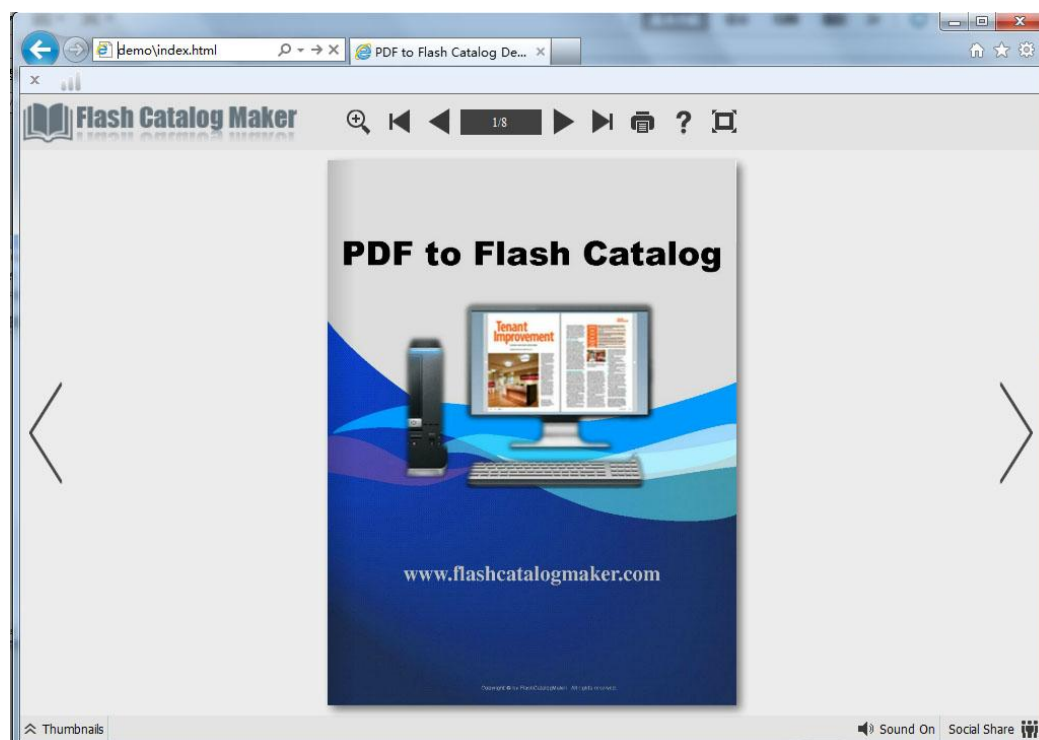 demo\index.html
PDF to Flash Catalog De...
Flash Catalog Maker
1/8
PDF to Flash Catalog
Tenant
Improvement
www.flashcatalogmaker.com
Thumbnails
Sound On
Social Share